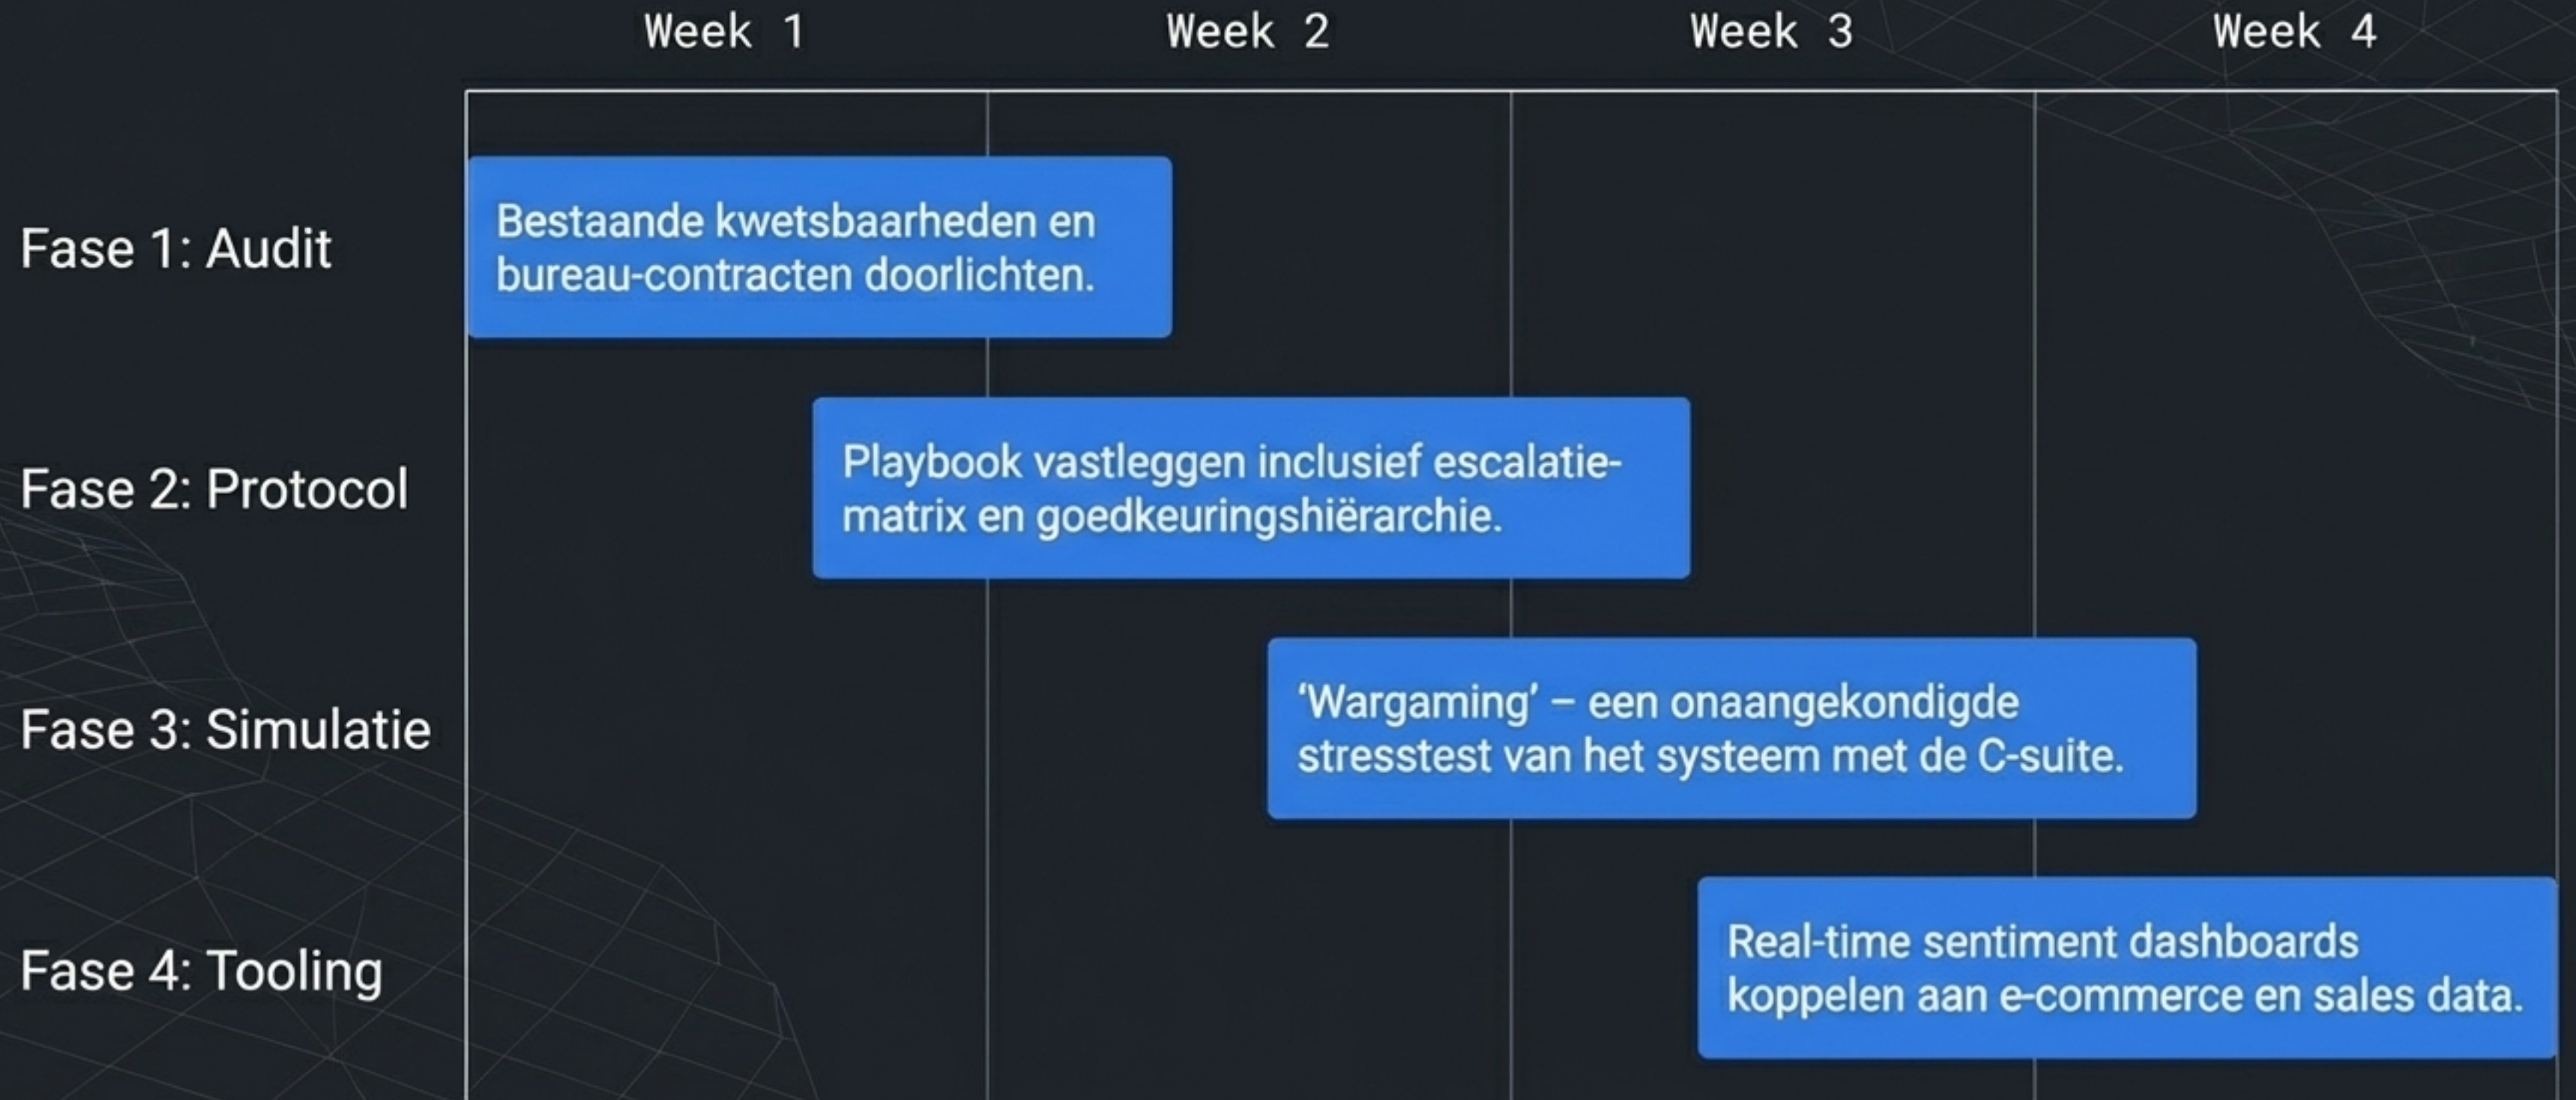 Week 1
Week 2
Week 3
Week 4
Fase 1: Audit
Bestaande kwetsbaarheden en
bureau-contracten doorlichten.
Fase 2: Protocol
Playbook vastleggen inclusief escalatie-
matrix en goedkeuringshiërarchie.
Fase 3: Simulatie
‘Wargaming’ – een onaangekondigde
stresstest van het systeem met de C-suite.
Fase 4: Tooling
Real-time sentiment dashboards
koppelen aan e-commerce en sales data.